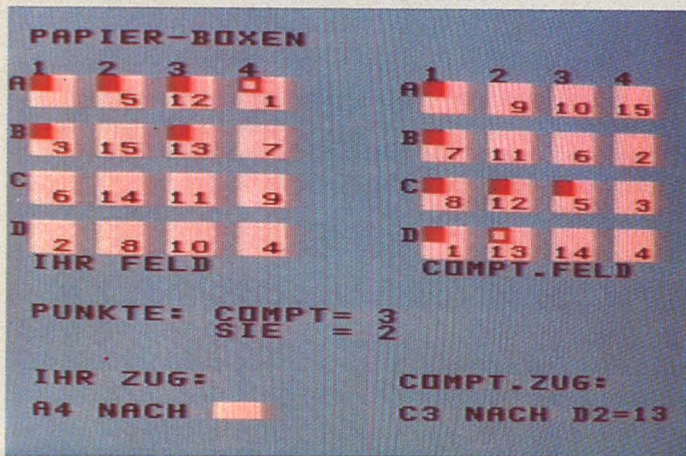 PAPIER-BOXEN
1 2 3 4
A 5 12 1
B 3 15 13 7
C 6 14 11 9
D 2 8 10 4
IHR FELD
1 2 3 4
A 9 10 15
B 7 11 6 2
C 8 12 5 3
D 1 13 14 4
COMPT.FELD
PUNKTE: COMPT= 3
SIE = 2
IHR ZUG:
A4 NACH
COMPT.ZUG:
C3 NACH D2=13